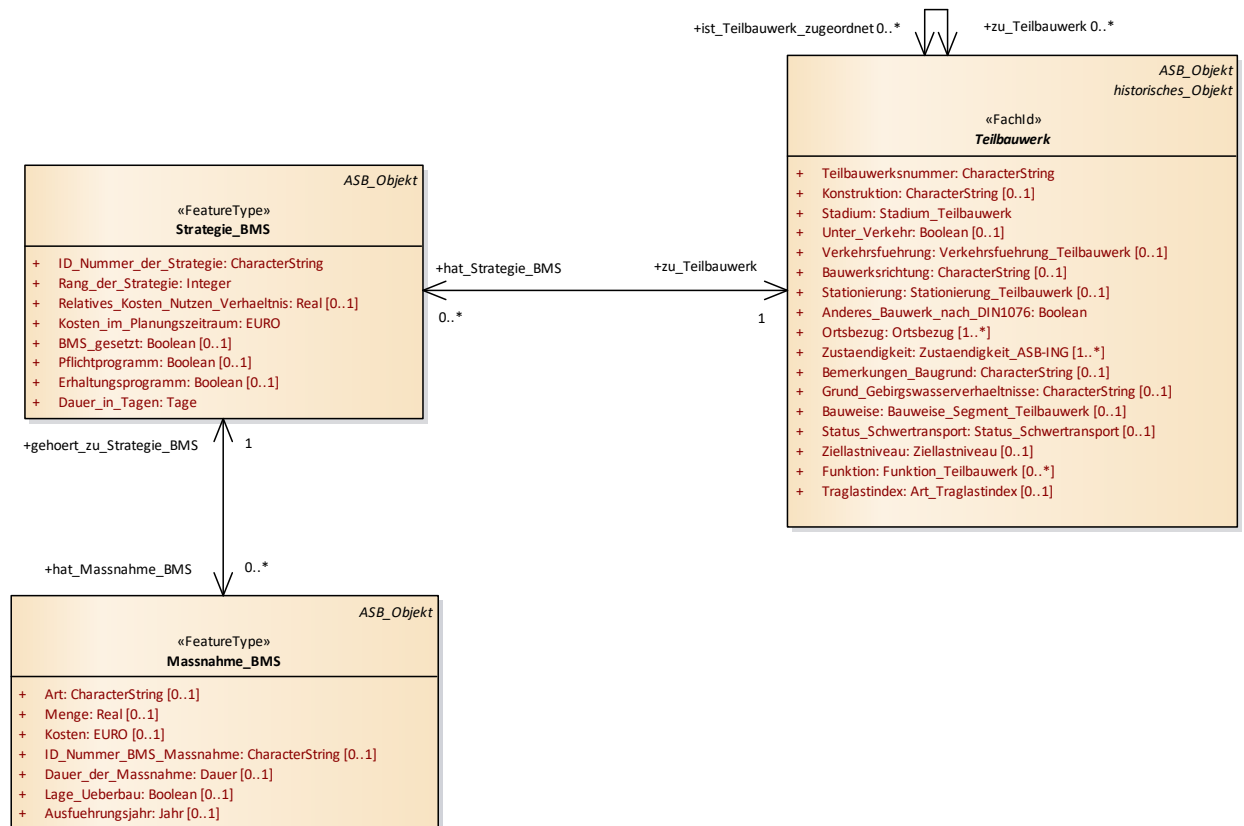 +ist_Teilbauwerk_zugeordnet 0..*
+zu_Teilbauwerk 0..*
ASB_Objekt
historisches_Objekt
«FachId»
Teilbauwerk
+ Teilbauwerksnummer: CharacterString
+ Konstruktion: CharacterString [0..1]
+ Stadium: Stadium_Teilbauwerk
+ Unter_Verkehr: Boolean [0..1]
+ Verkehrsfuehrung: Verkehrsfuehrung_Teilbauwerk [0..1]
+ Bauwerksrichtung: CharacterString [0..1]
+ Stationierung: Stationierung_Teilbauwerk [0..1]
+ Anderes_Bauwerk_nach_DIN1076: Boolean
+ Ortsbezug: Ortsbezug [1..*]
+ Zustaendigkeit: Zustaendigkeit_ASB-ING [1..*]
+ Bemerkungen_Baugrund: CharacterString [0..1]
+ Grund_Gebirgswasserverhaeltnisse: CharacterString [0..1]
+ Bauweise: Bauweise_Segment_Teilbauwerk [0..1]
+ Status_Schwertransport: Status_Schwertransport [0..1]
+ Ziellastniveau: Ziellastniveau [0..1]
+ Funktion: Funktion_Teilbauwerk [0..*]
+ Traglastindex: Art_Traglastindex [0..1]
ASB_Objekt
«FeatureType»
Strategie_BMS
+ ID_Nummer_der_Strategie: CharacterString
+ Rang_der_Strategie: Integer
+ Relatives_Kosten_Nutzen_Verhaeltnis: Real [0..1]
+ Kosten_im_Planungszeitraum: EURO
+ BMS_gesetzt: Boolean [0..1]
+ Pflichtprogramm: Boolean [0..1]
+ Erhaltungsprogramm: Boolean [0..1]
+ Dauer_in_Tagen: Tage
+hat_Strategie_BMS
0..*
+zu_Teilbauwerk
1
+gehoert_zu_Strategie_BMS
1
+hat_Massnahme_BMS
0..*
ASB_Objekt
«FeatureType»
Massnahme_BMS
+ Art: CharacterString [0..1]
+ Menge: Real [0..1]
+ Kosten: EURO [0..1]
+ ID_Nummer_BMS_Massnahme: CharacterString [0..1]
+ Dauer_der_Massnahme: Dauer [0..1]
+ Lage_Ueberbau: Boolean [0..1]
+ Ausfuehrungsjahr: Jahr [0..1]